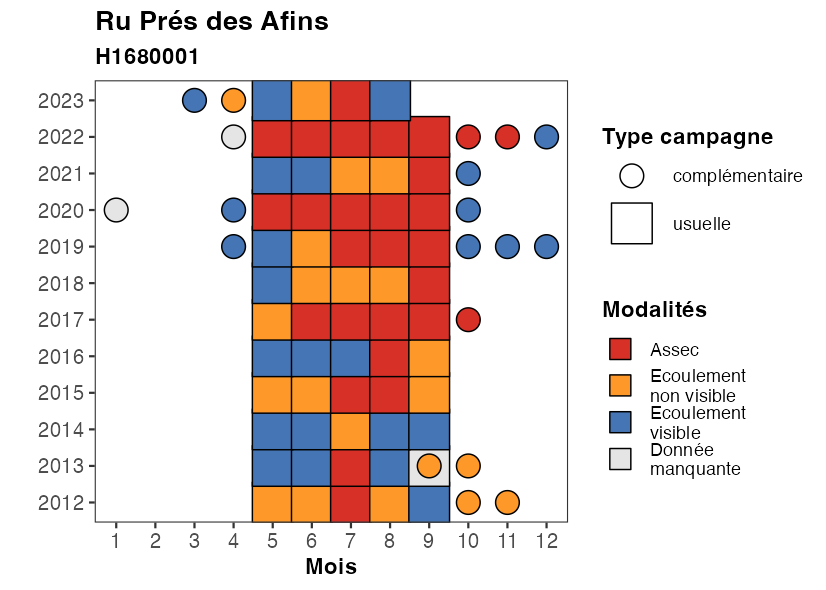 Ru Prés des Afins
H1680001
2023
2022
2021
2020
2019
2018
2017
2016
2015
2014
2013
2012
1 2 3 4 5 6 7 8 9 10 11 12
Mois
Type campagne
complémentaire
usuelle
Modalités
Assec
Ecoulement
non visible
Ecoulement
visible
Donnée
manquante